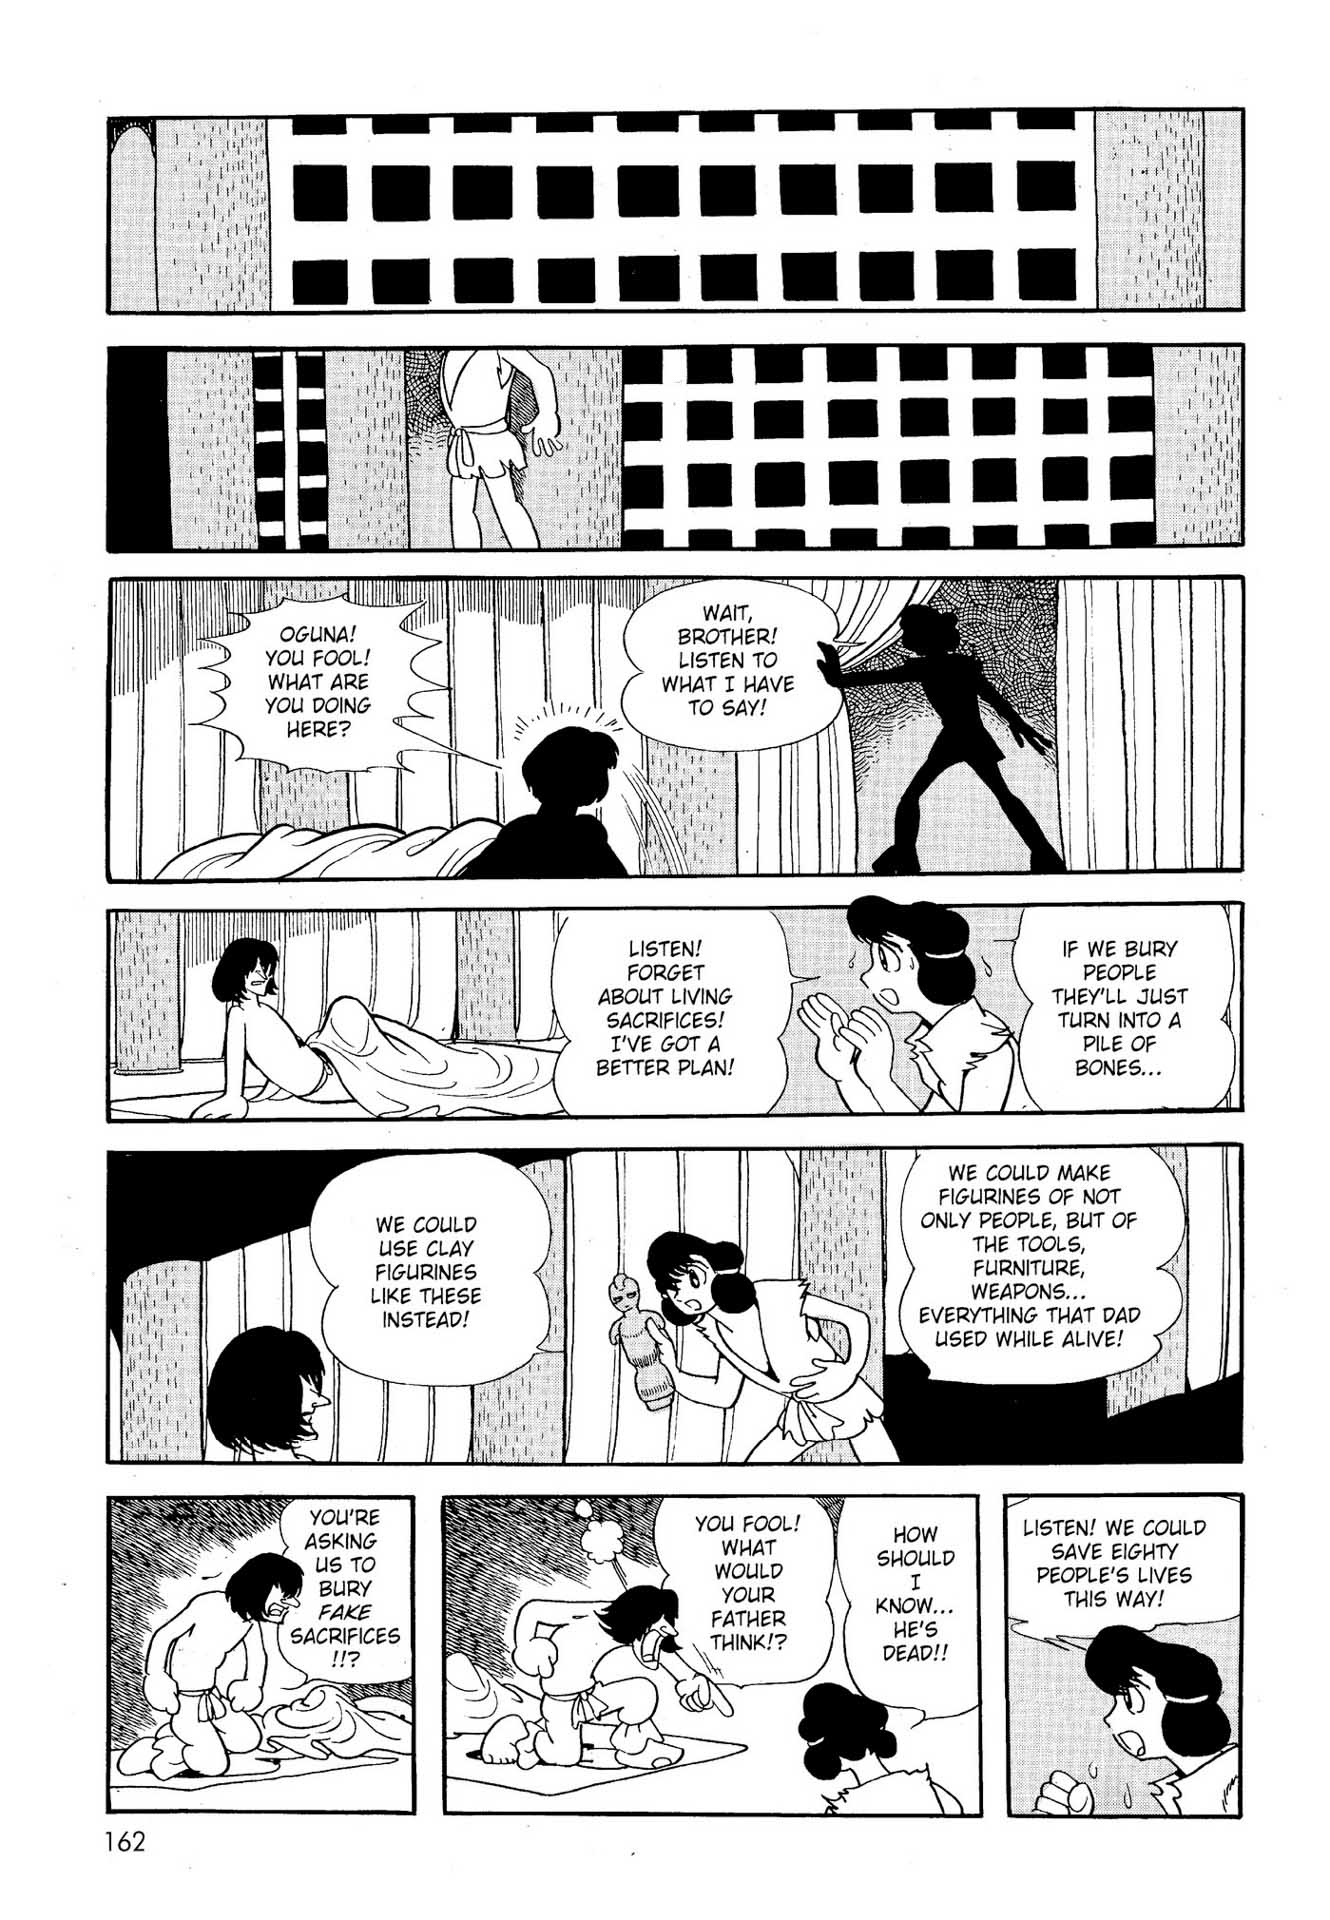 OGUNA!
YOU FOOL!
WHAT ARE
YOU DOING
HERE?
WAIT,
BROTHER!
LISTEN TO
WHAT I HAVE
TO SAY!
LISTEN!
FORGET
ABOUT LIVING
SACRIFICES!
I'VE GOT A
BETTER PLAN!
IF WE BURY
PEOPLE
THEY'LL JUST
TURN INTO A
PILE OF
BONES...
WE COULD
USE CLAY
FIGURINES
LIKE THESE
INSTEAD!
WE COULD MAKE
FIGURINES OF NOT
ONLY PEOPLE, BUT OF
THE TOOLS,
FURNITURE,
WEAPONS...
EVERYTHING THAT DAD
USED WHILE ALIVE!
YOU'RE
ASKING
US TO
BURY
FAKE
SACRIFICES
!!?
YOU FOOL!
WHAT
WOULD
YOUR
FATHER
THINK!?
HOW
SHOULD
I
KNOW...
HE'S
DEAD!!
LISTEN! WE COULD
SAVE EIGHTY
PEOPLE'S LIVES
THIS WAY!
162